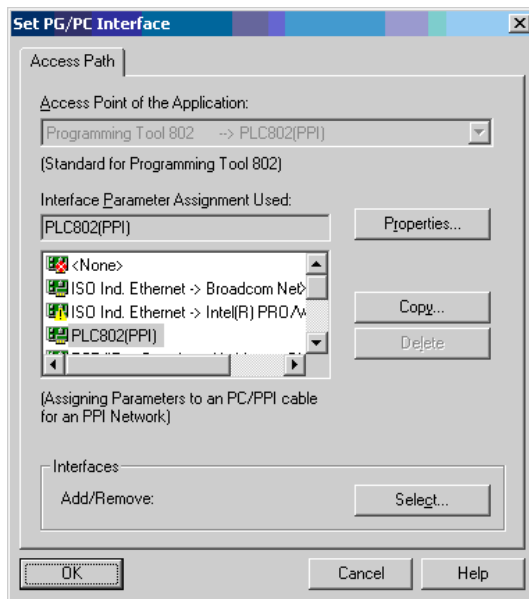 Set PG/PC Interface
Access Path
Access Point of the Application:
Programming Tool 802 --> PLC802(PPI)
(Standard for Programming Tool 802)
Interface Parameter Assignment Used:
PLC802(PPI)
Properties...
<None>
ISO Ind. Ethernet -> Broadcom Net
ISO Ind. Ethernet -> Intel(R) PRO/
PLC802(PPI)
Copy...
Delete
(Assigning Parameters to an PC/PPI cable
for an PPI Network)
Interfaces
Add/Remove:
Select...
OK
Cancel
Help